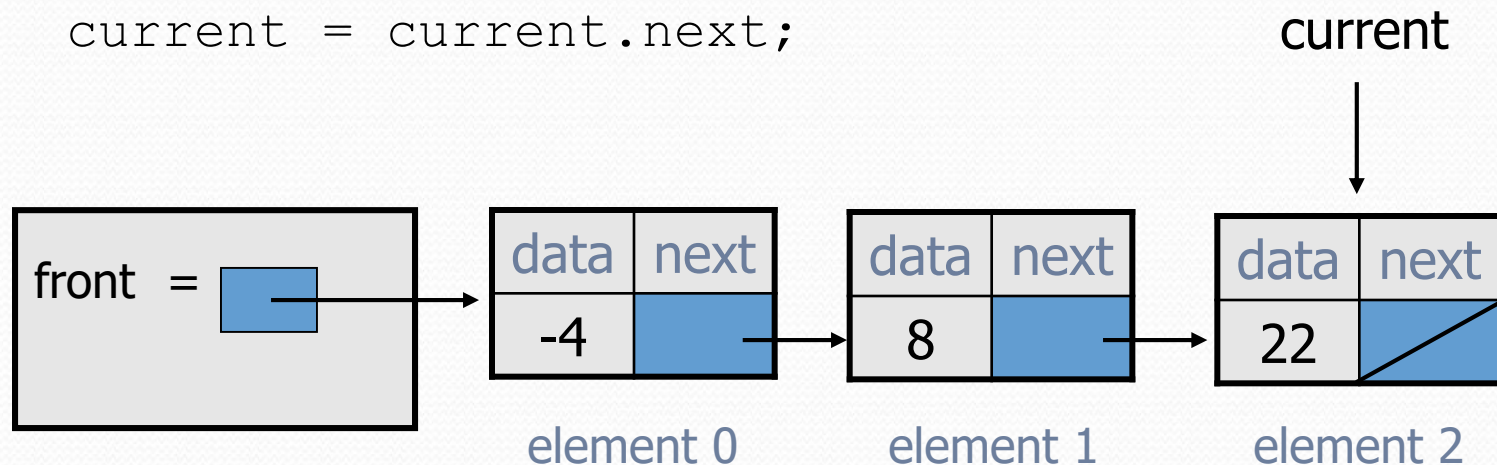 current = current.next;
current
front =
data next
-4
element 0
data next
8
element 1
data next
22
element 2